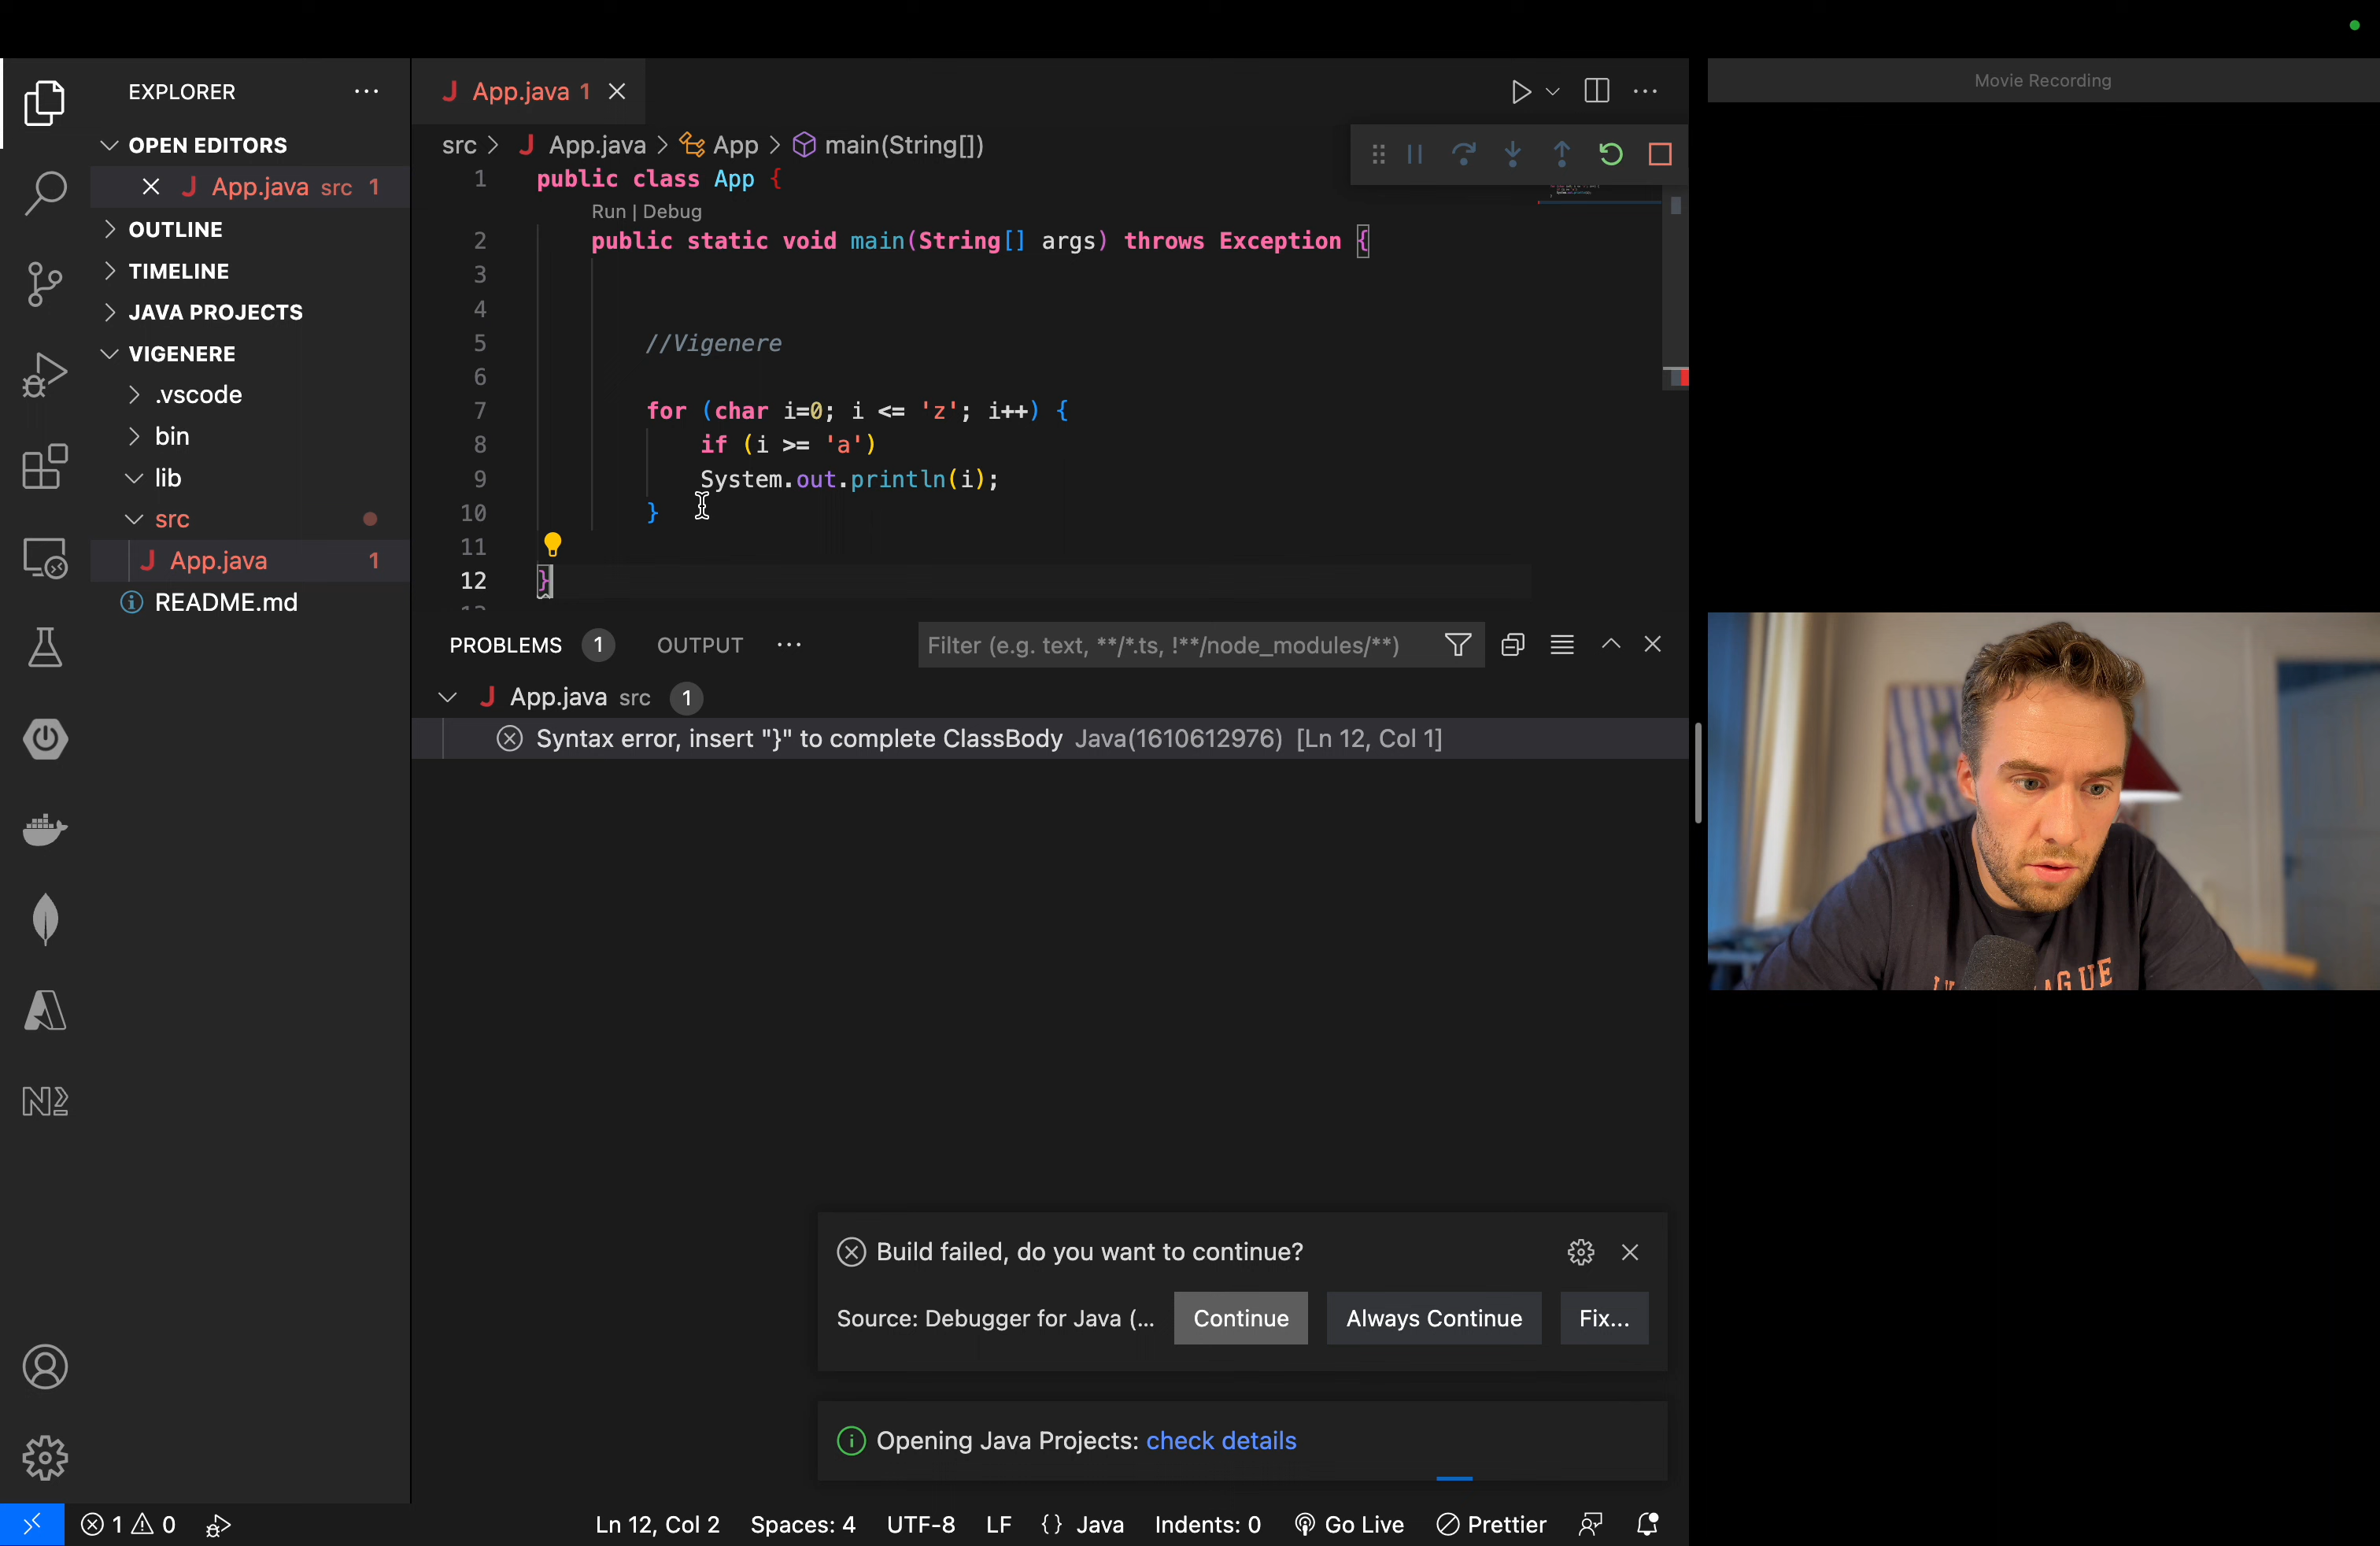 Movie Recording
EXPLORER
OPEN EDITORS
App.java src 1
OUTLINE
TIMELINE
JAVA PROJECTS
VIGENERE
.vscode
bin
lib
src
App.java 1
README.md
App.java 1
src > App.java > App > main(String[])
1 public class App {
Run | Debug
2 public static void main(String[] args) throws Exception {
3
4
5 //Vigenere
6
7 for (char i=0; i <= 'z'; i++) {
8 if (i >= 'a')
9 System.out.println(i);
10 }
11
12 }
PROBLEMS 1 OUTPUT ··· Filter (e.g. text, **/*.ts, !**/node_modules/**)
App.java src 1
Syntax error, insert "}" to complete ClassBody Java(1610612976) [Ln 12, Col 1]
Build failed, do you want to continue?
Source: Debugger for Java (... Continue Always Continue Fix...
Opening Java Projects: check details
1 0 Ln 12, Col 2 Spaces: 4 UTF-8 LF {} Java Indents: 0 Go Live Prettier